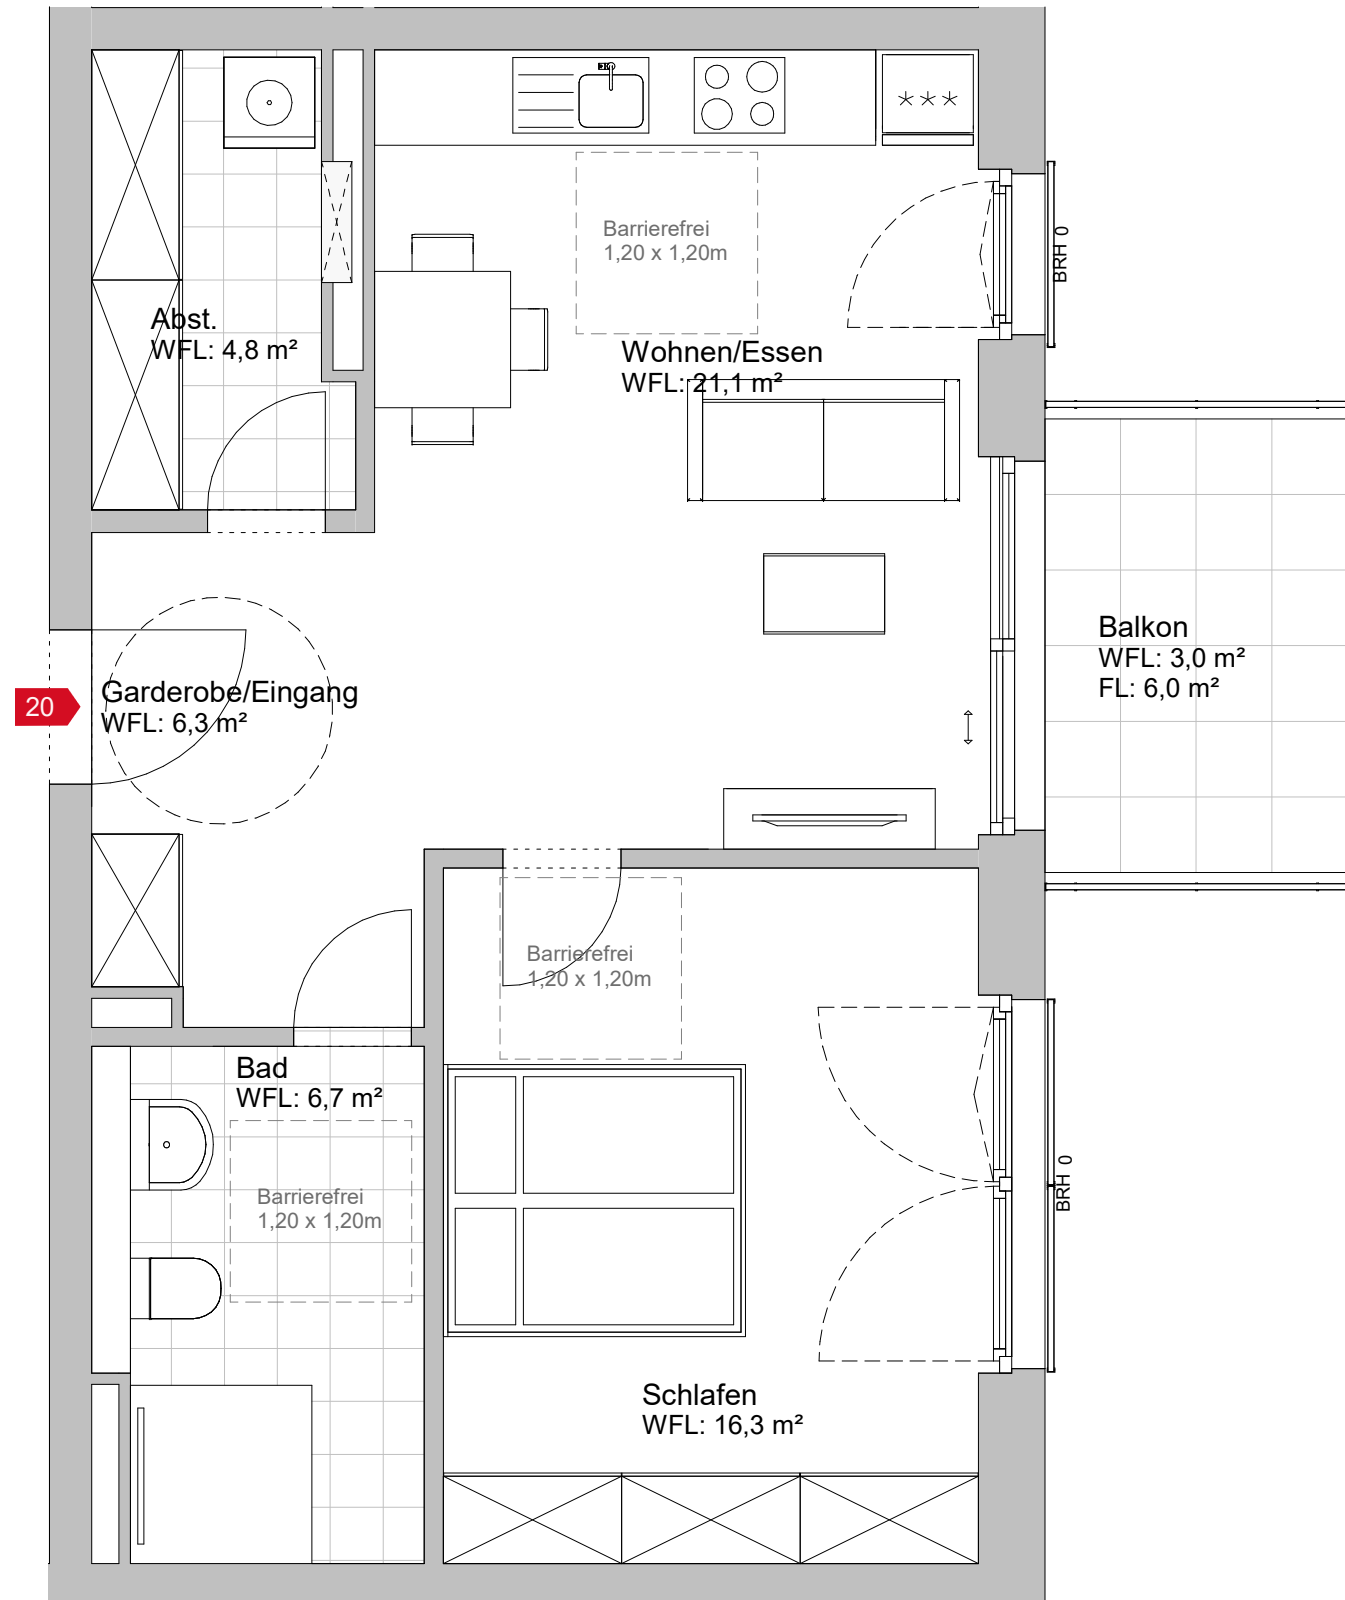 Barrierefrei
1,20 x 1,20m
BRH 0
Abst.
WFL: 4,8 m²
Wohnen/Essen
WFL: 21,1 m²
Balkon
WFL: 3,0 m²
FL: 6,0 m²
20
Garderobe/Eingang
WFL: 6,3 m²
Barrierefrei
1,20 x 1,20m
Bad
WFL: 6,7 m²
Barrierefrei
1,20 x 1,20m
BRH 0
Schlafen
WFL: 16,3 m²